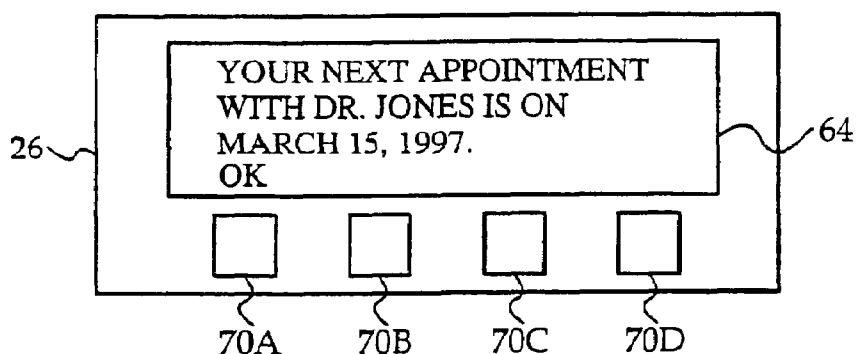 YOUR NEXT APPOINTMENT
WITH DR. JONES IS ON
MARCH 15, 1997.
OK
26
64
70A 70B 70C 70D